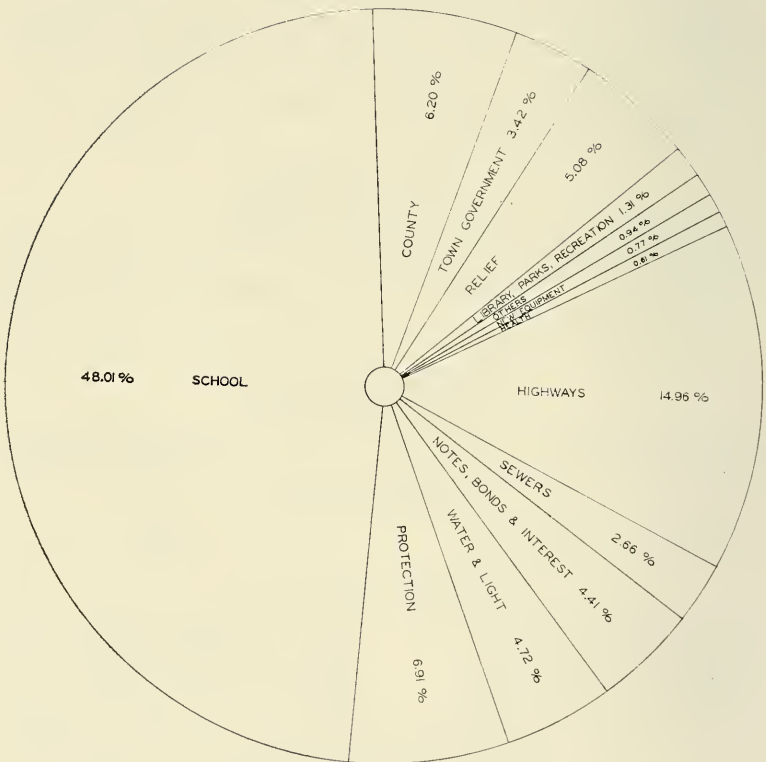 COUNTY 6.20 %
TOWN GOVERNMENT 3.42 %
RELIEF 5.08 %
LIBRARY, PARKS, RECREATION 1.31 %
OTHERS 0.94 %
NEW EQUIPMENT 0.77 %
HEALTH 0.61 %
HIGHWAYS 14.96 %
SEWERS 2.66 %
NOTES, BONDS & INTEREST 4.41 %
WATER & LIGHT 4.72 %
PROTECTION 6.91 %
48.01 % SCHOOL